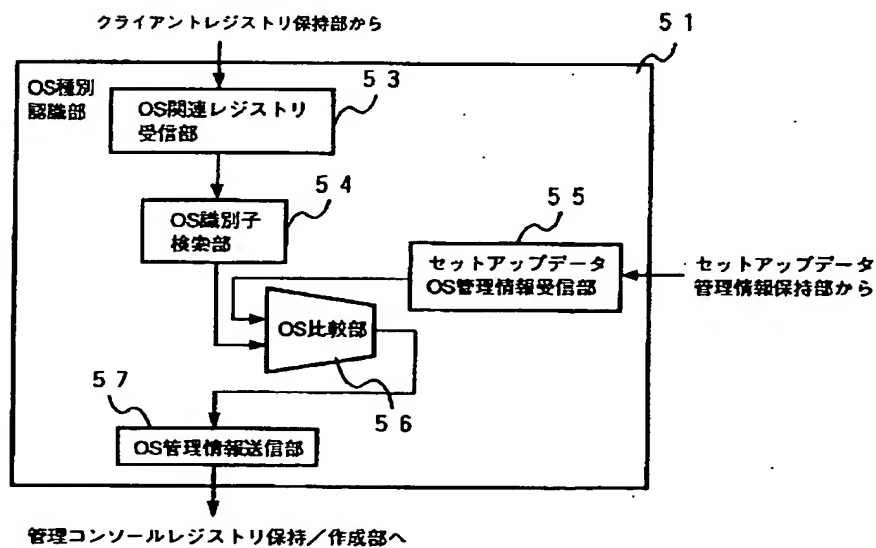 クライアントレジストリ保持部から
51
OS種別
認識部
53
OS関連レジストリ
受信部
54
OS識別子
検索部
55
セットアップデータ
OS管理情報受信部
セットアップデータ
管理情報保持部から
OS比較部
56
57
OS管理情報送信部
管理コンソールレジストリ保持/作成部へ